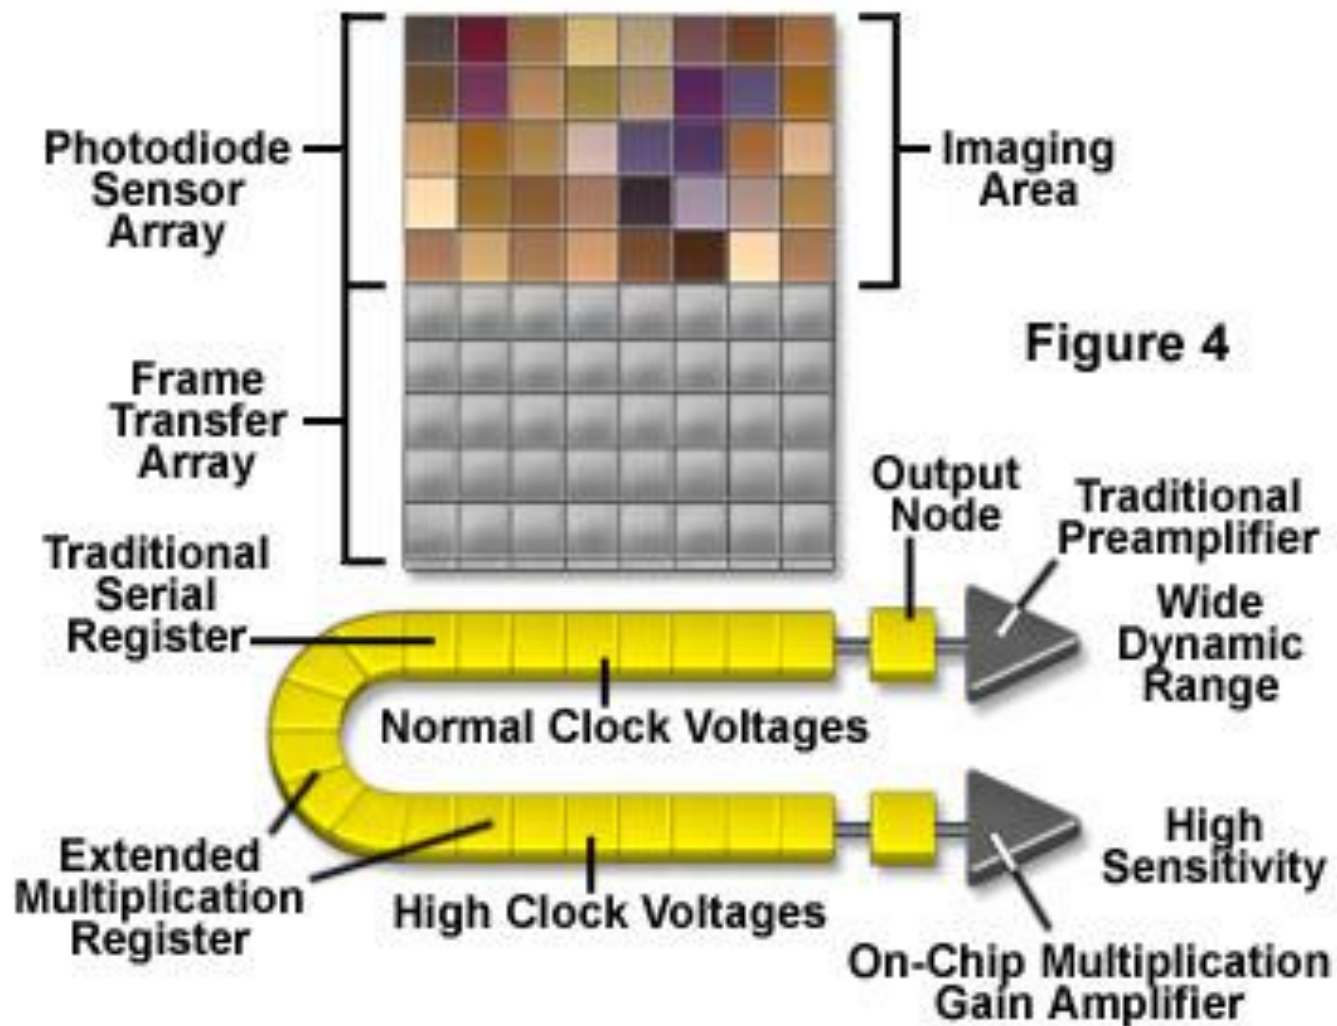 Photodiode
Sensor
Array
Imaging
Area
Figure 4
Frame
Transfer
Array
Output
Node
Traditional
Preamplifier
Traditional
Serial
Register
Wide
Dynamic
Range
Normal Clock Voltages
Extended
Multiplication
Register
High
Sensitivity
High Clock Voltages
On-Chip Multiplication
Gain Amplifier